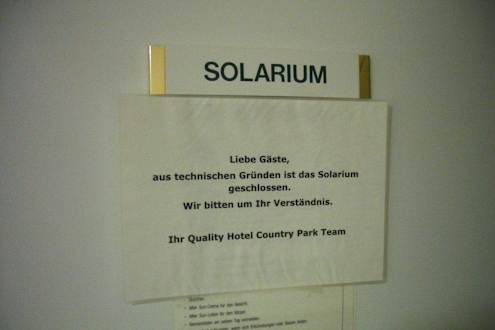 SOLARIUM
Liebe Gäste,
aus technischen Gründen ist das Solarium
geschlossen.
Wir bitten um Ihr Verständnis.
Ihr Quality Hotel Country Park Team